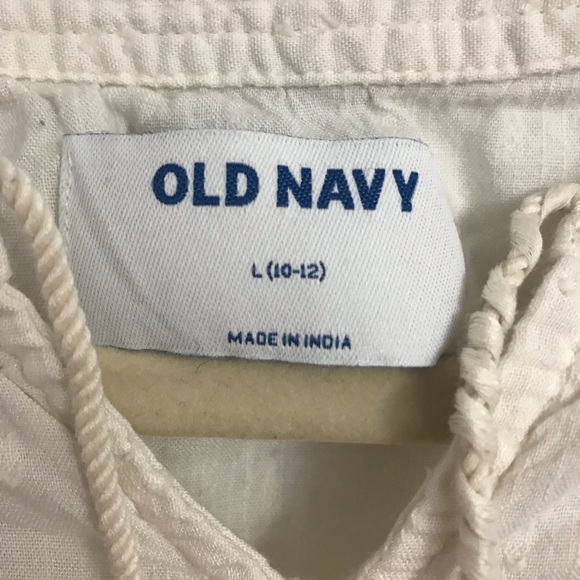 OLD NAVY
L (10-12)
MADE IN INDIA